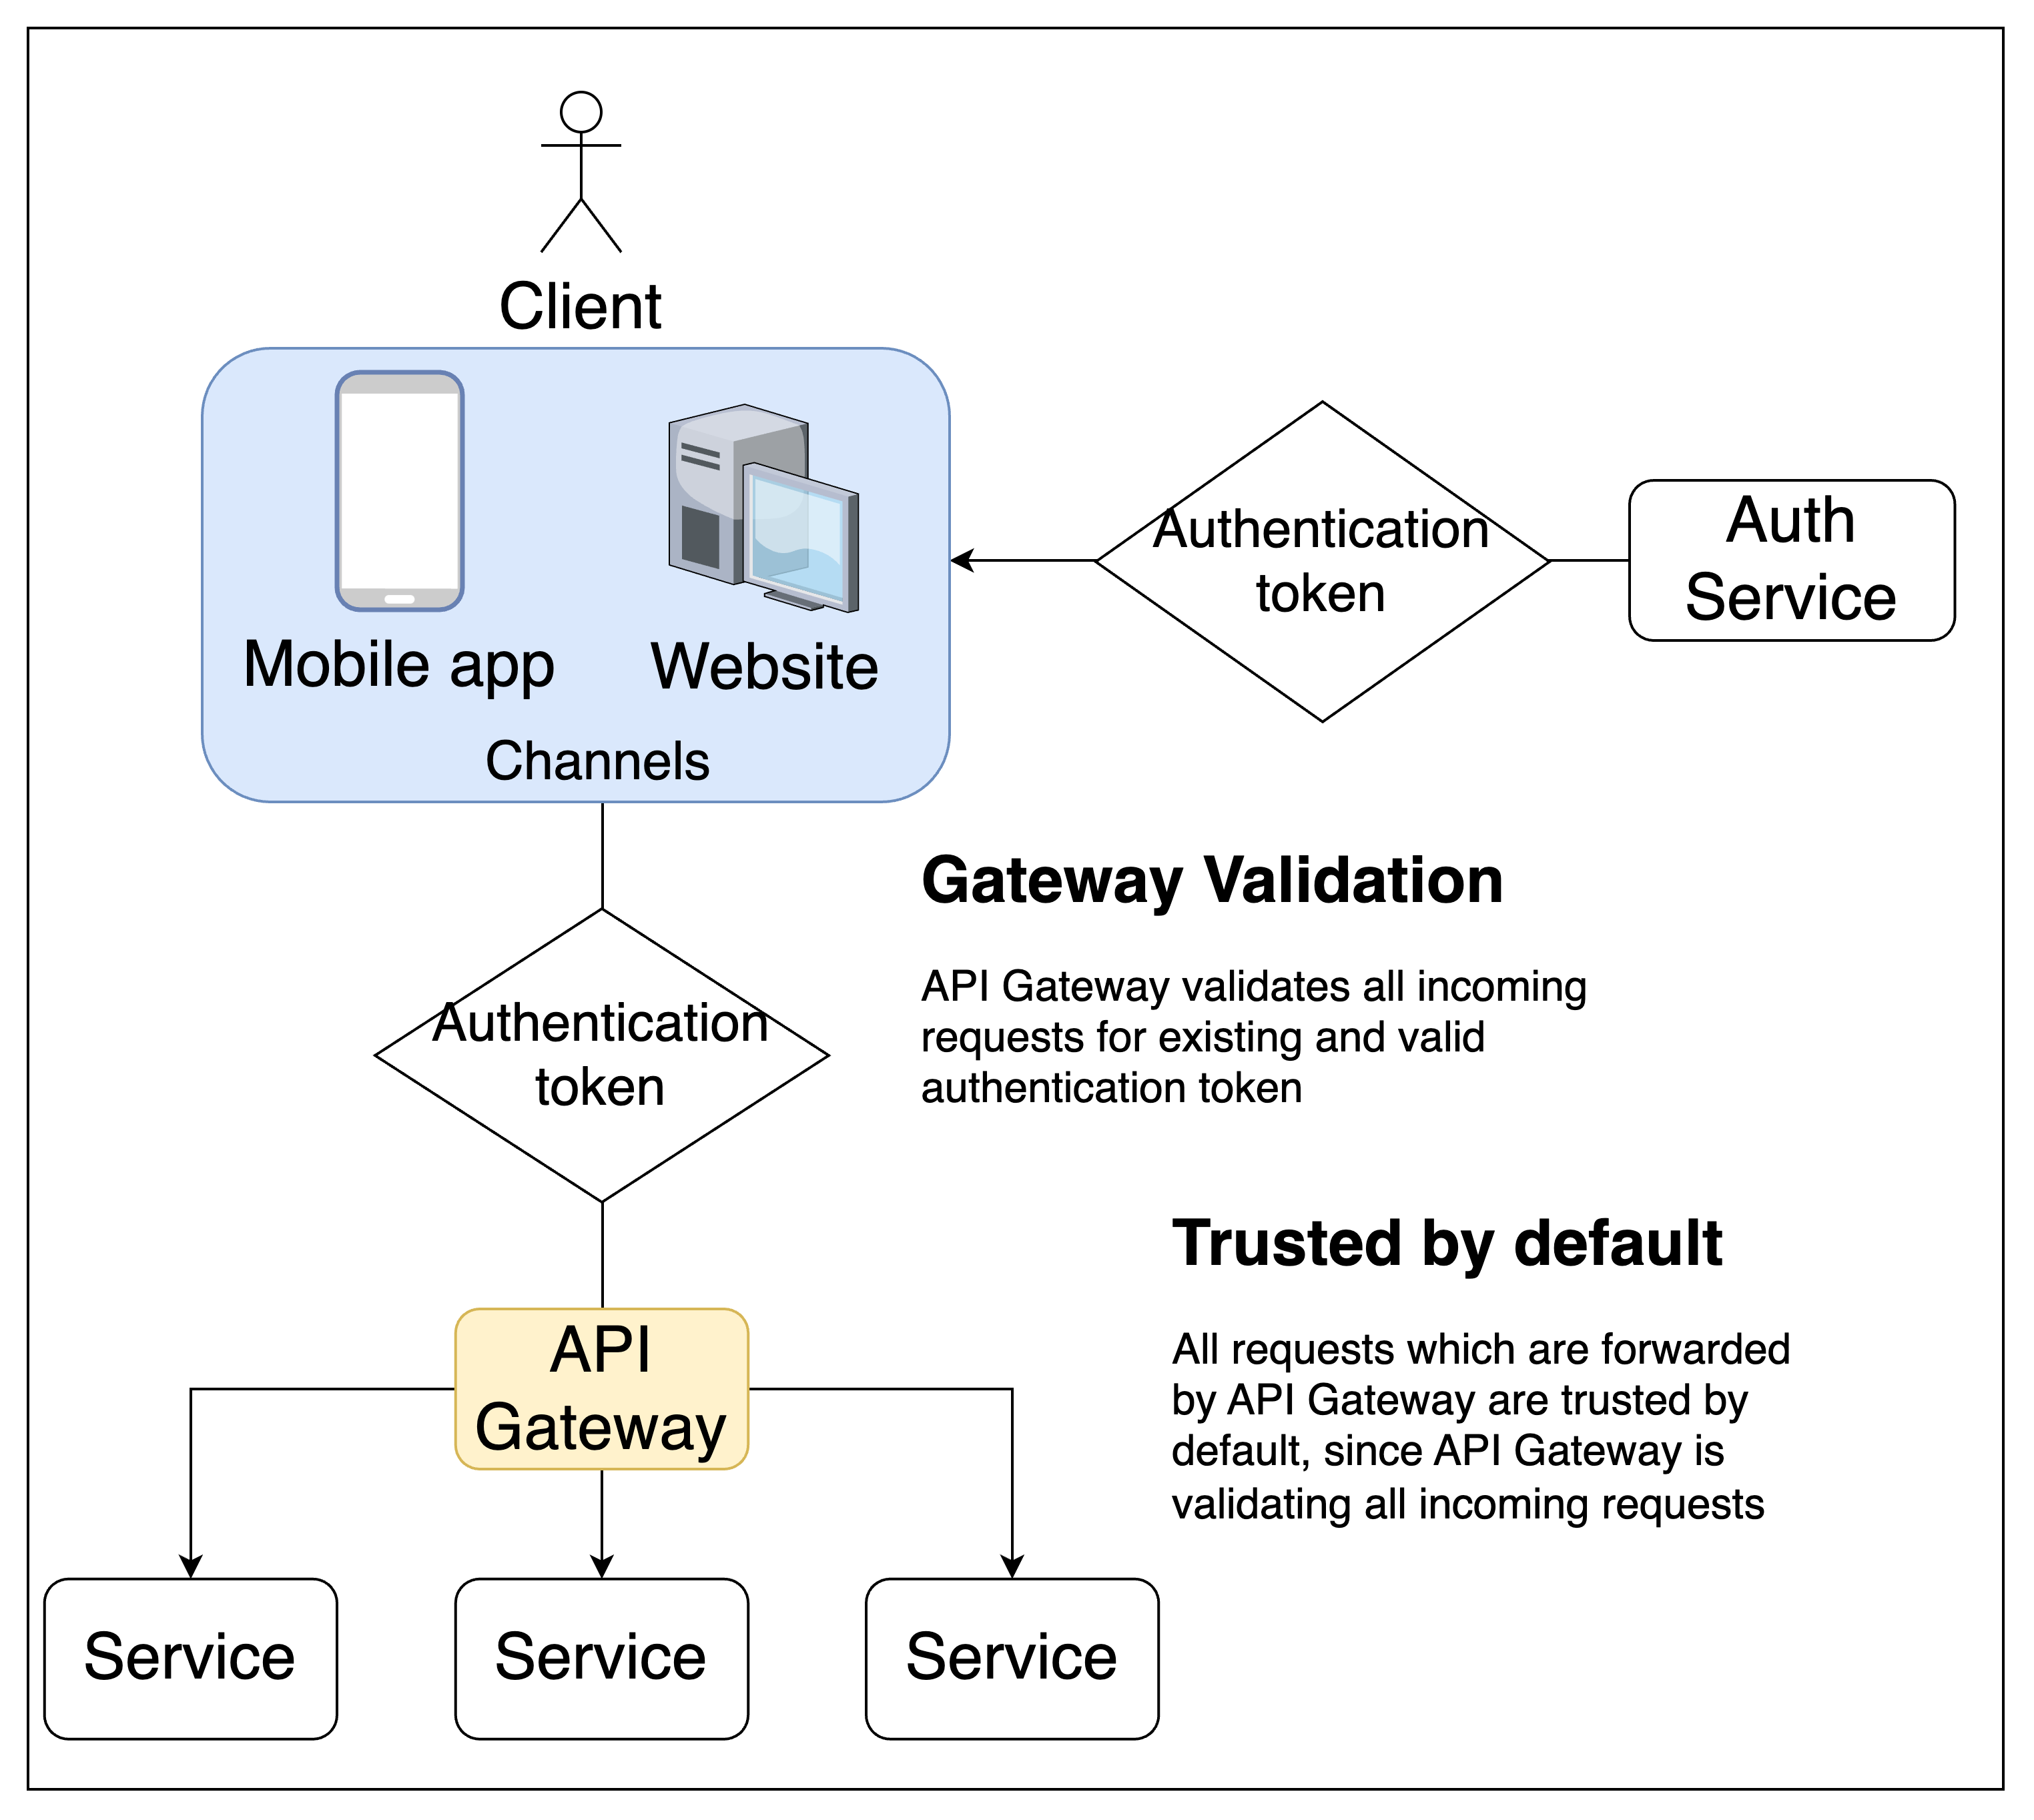 Client
Mobile app
Website
Channels
Authentication
token
Auth
Service
Gateway Validation
API Gateway validates all incoming
requests for existing and valid
authentication token
Authentication
token
Trusted by default
All requests which are forwarded
by API Gateway are trusted by
default, since API Gateway is
validating all incoming requests
API
Gateway
Service
Service
Service